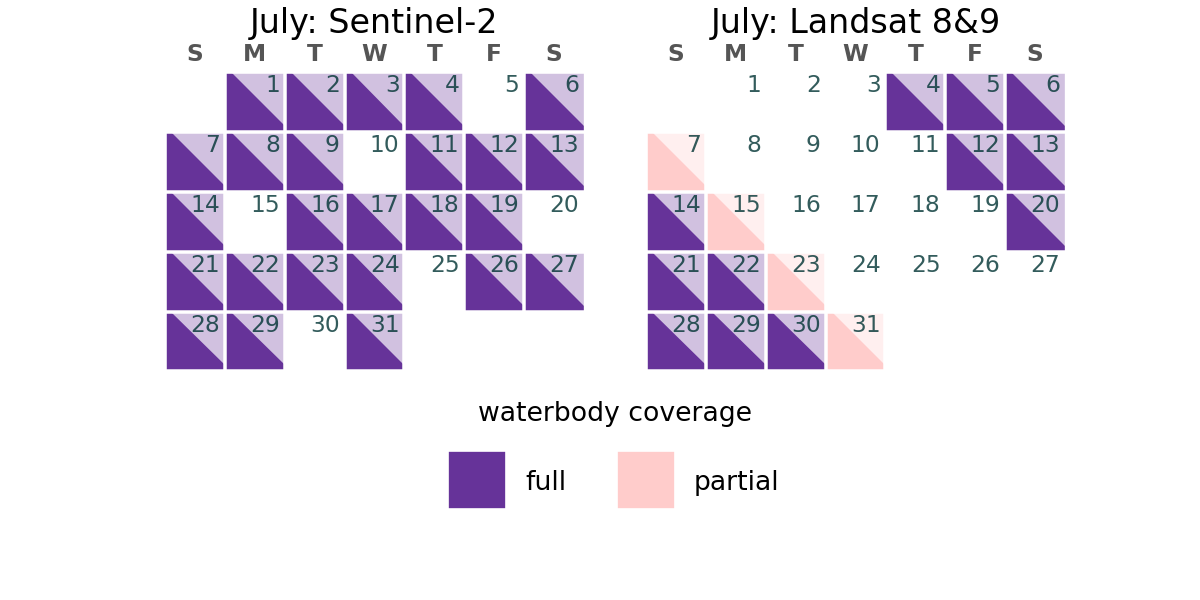 July: Sentinel-2
S M T W T F S
1 2 3 4 5 6
7 8 9 10 11 12 13
14 15 16 17 18 19 20
21 22 23 24 25 26 27
28 29 30 31
July: Landsat 8&9
S M T W T F S
1 2 3 4 5 6
7 8 9 10 11 12 13
14 15 16 17 18 19 20
21 22 23 24 25 26 27
28 29 30 31
waterbody coverage
full partial